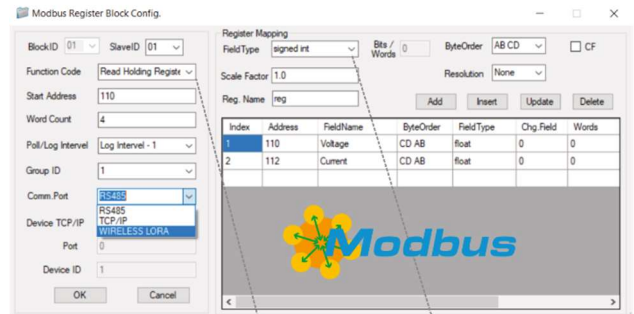 Modbus Register Block Config.
BlockID 01 SlaveID 01
Function Code Read Holding Registe
Start Address 110
Word Count 4
Poll/Log Interval Log Interval - 1
Group ID 1
Comm.Port RS485
RS485
TCP/IP
WIRELESS LORA
Device TCP/IP
Port 0
Device ID 1
OK Cancel
Register Mapping
FieldType signed int Bits / Words 0 ByteOrder AB CD CF
Scale Factor 1.0 Resolution None
Reg. Name reg Add Insert Update Delete
Index Address FieldName ByteOrder FieldType Chg.Field Words
1 110 Voltage CD AB float 0 0
2 112 Current CD AB float 0 0
Modbus